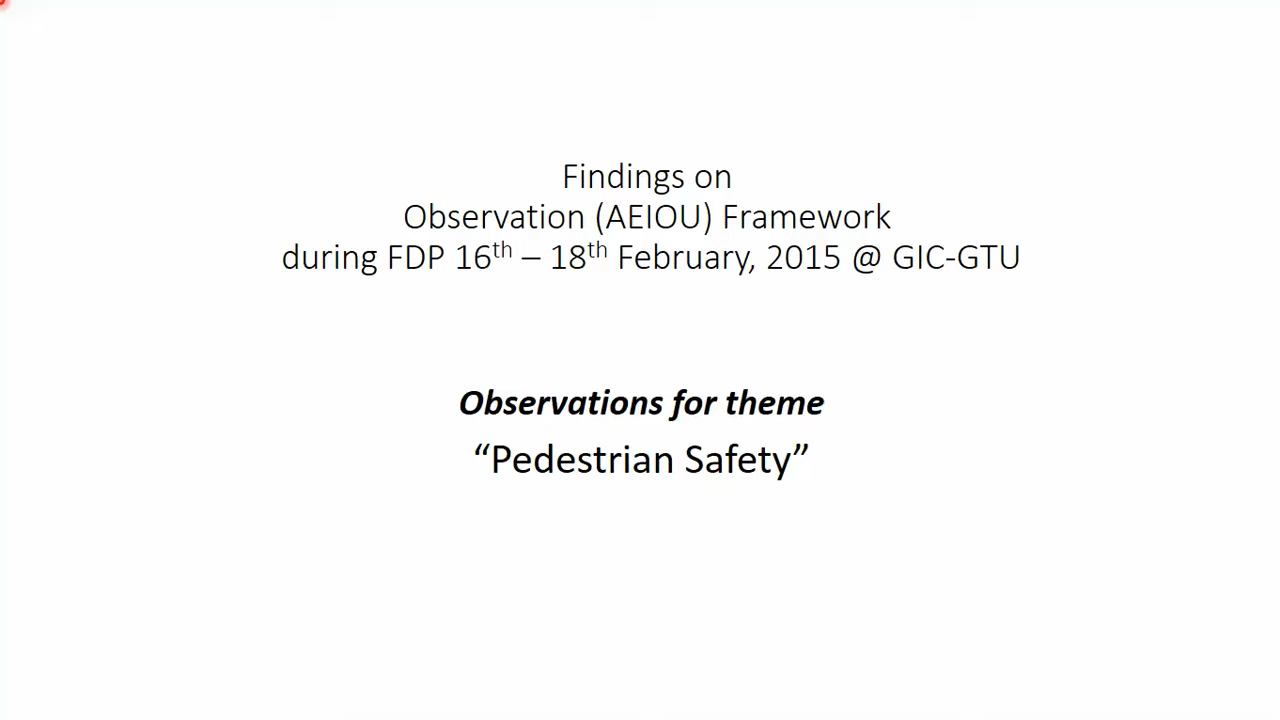 Findings on
Observation (AEIOU) Framework
during FDP 16th – 18th February, 2015 @ GIC-GTU
Observations for theme
“Pedestrian Safety”